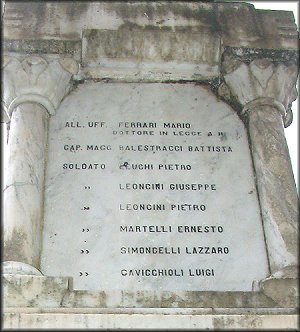 ALL. UFF. FERRARI MARIO
DOTTORE IN LEGGE A H
CAP. MAGG BALESTRACCI BATTISTA
SOLDATO PIETRO
„ LEONCINI GIUSEPPE
„ LEONCINI PIETRO
„ MARTELLI ERNESTO
„ SIMONCELLI LAZZARO
„ CAVICCHIOLI LUIGI